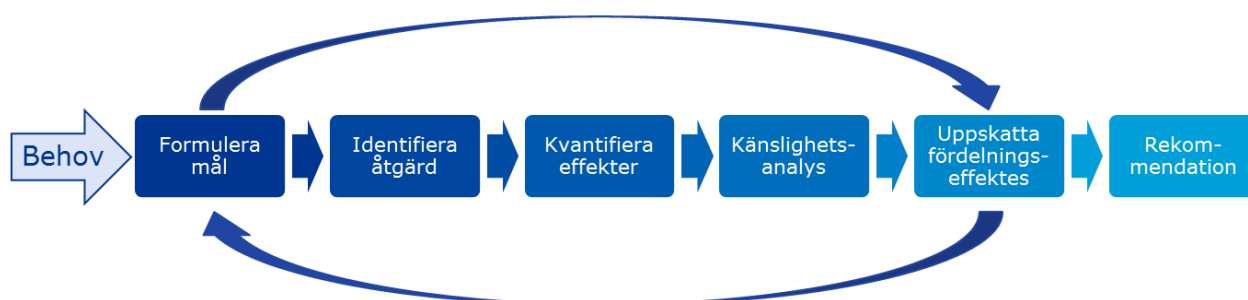 Behov
Formulera
mål
Identifiera
åtgärd
Kvantifiera
effekter
Känslighets-
analys
Uppskatta
fördelnings-
effektes
Rekom-
mendation